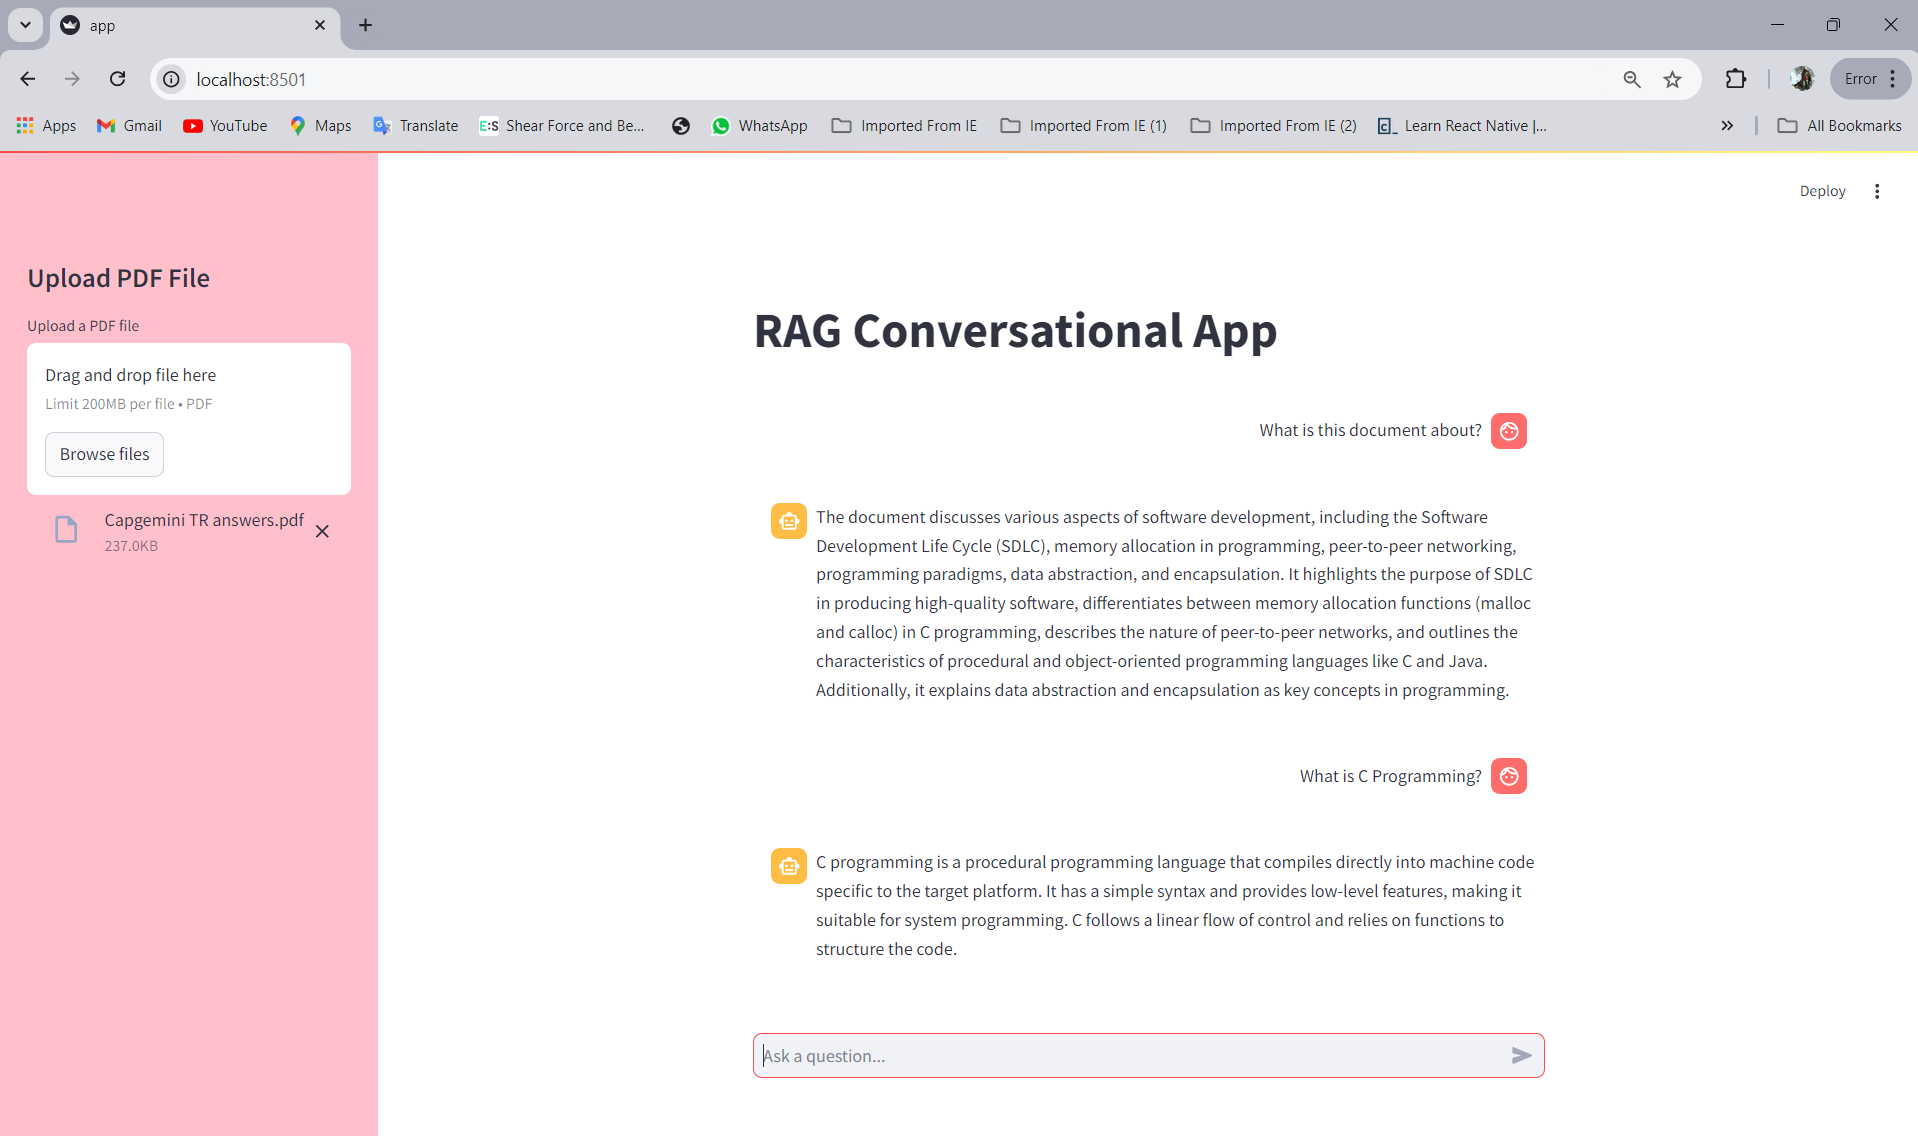 app
localhost:8501
Error
Apps Gmail YouTube Maps Translate E:S Shear Force and Be... WhatsApp Imported From IE Imported From IE (1) Imported From IE (2) C_ Learn React Native |... All Bookmarks
Deploy
Upload PDF File
Upload a PDF file
Drag and drop file here
Limit 200MB per file • PDF
Browse files
Capgemini TR answers.pdf
237.0KB
RAG Conversational App
What is this document about?
The document discusses various aspects of software development, including the Software
Development Life Cycle (SDLC), memory allocation in programming, peer-to-peer networking,
programming paradigms, data abstraction, and encapsulation. It highlights the purpose of SDLC
in producing high-quality software, differentiates between memory allocation functions (malloc
and calloc) in C programming, describes the nature of peer-to-peer networks, and outlines the
characteristics of procedural and object-oriented programming languages like C and Java.
Additionally, it explains data abstraction and encapsulation as key concepts in programming.
What is C Programming?
C programming is a procedural programming language that compiles directly into machine code
specific to the target platform. It has a simple syntax and provides low-level features, making it
suitable for system programming. C follows a linear flow of control and relies on functions to
structure the code.
Ask a question...